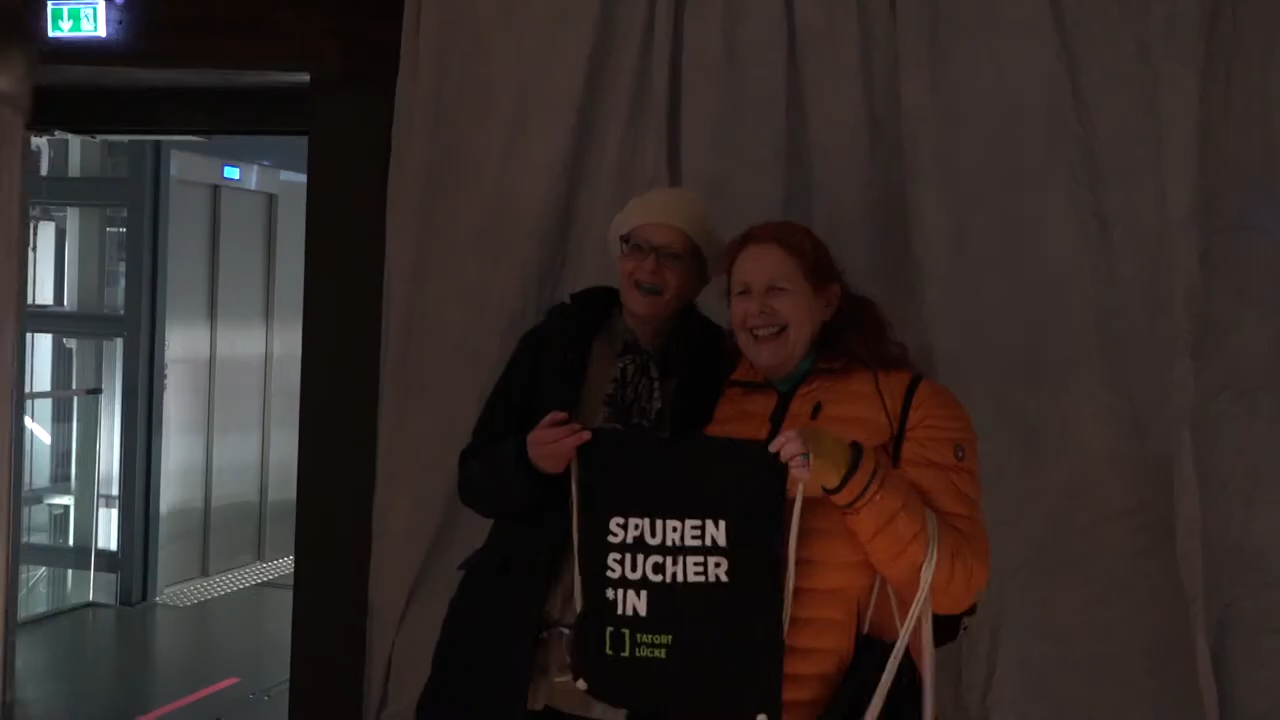 SPUREN
SUCHER
*IN
[ ] TATORT
LÜCKE